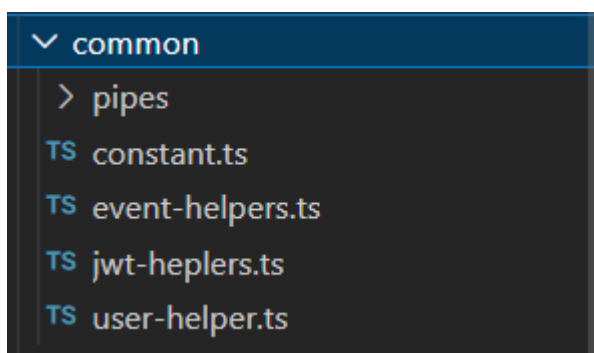 common
pipes
TS constant.ts
TS event-helpers.ts
TS jwt-heplers.ts
TS user-helper.ts